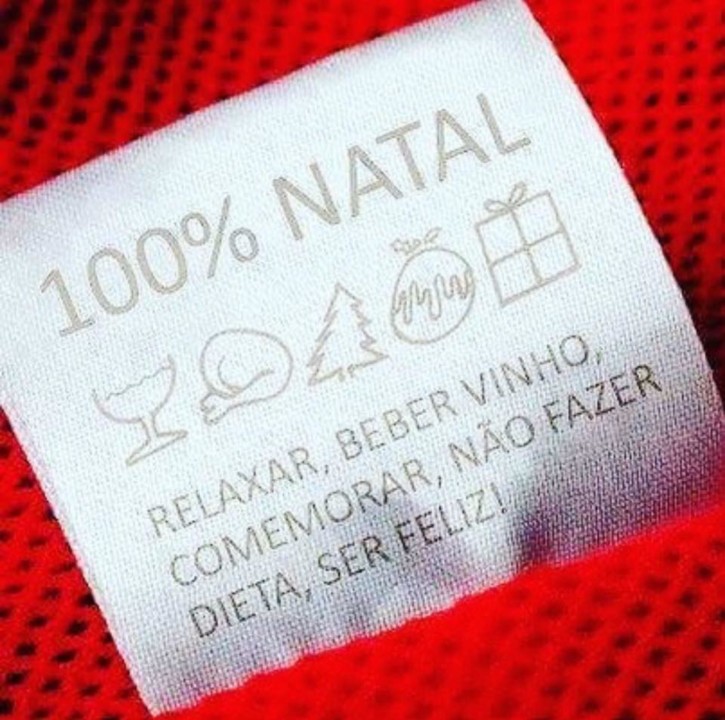 100% NATAL
RELAXAR, BEBER VINHO,
COMEMORAR, NÃO FAZER
DIETA, SER FELIZ!